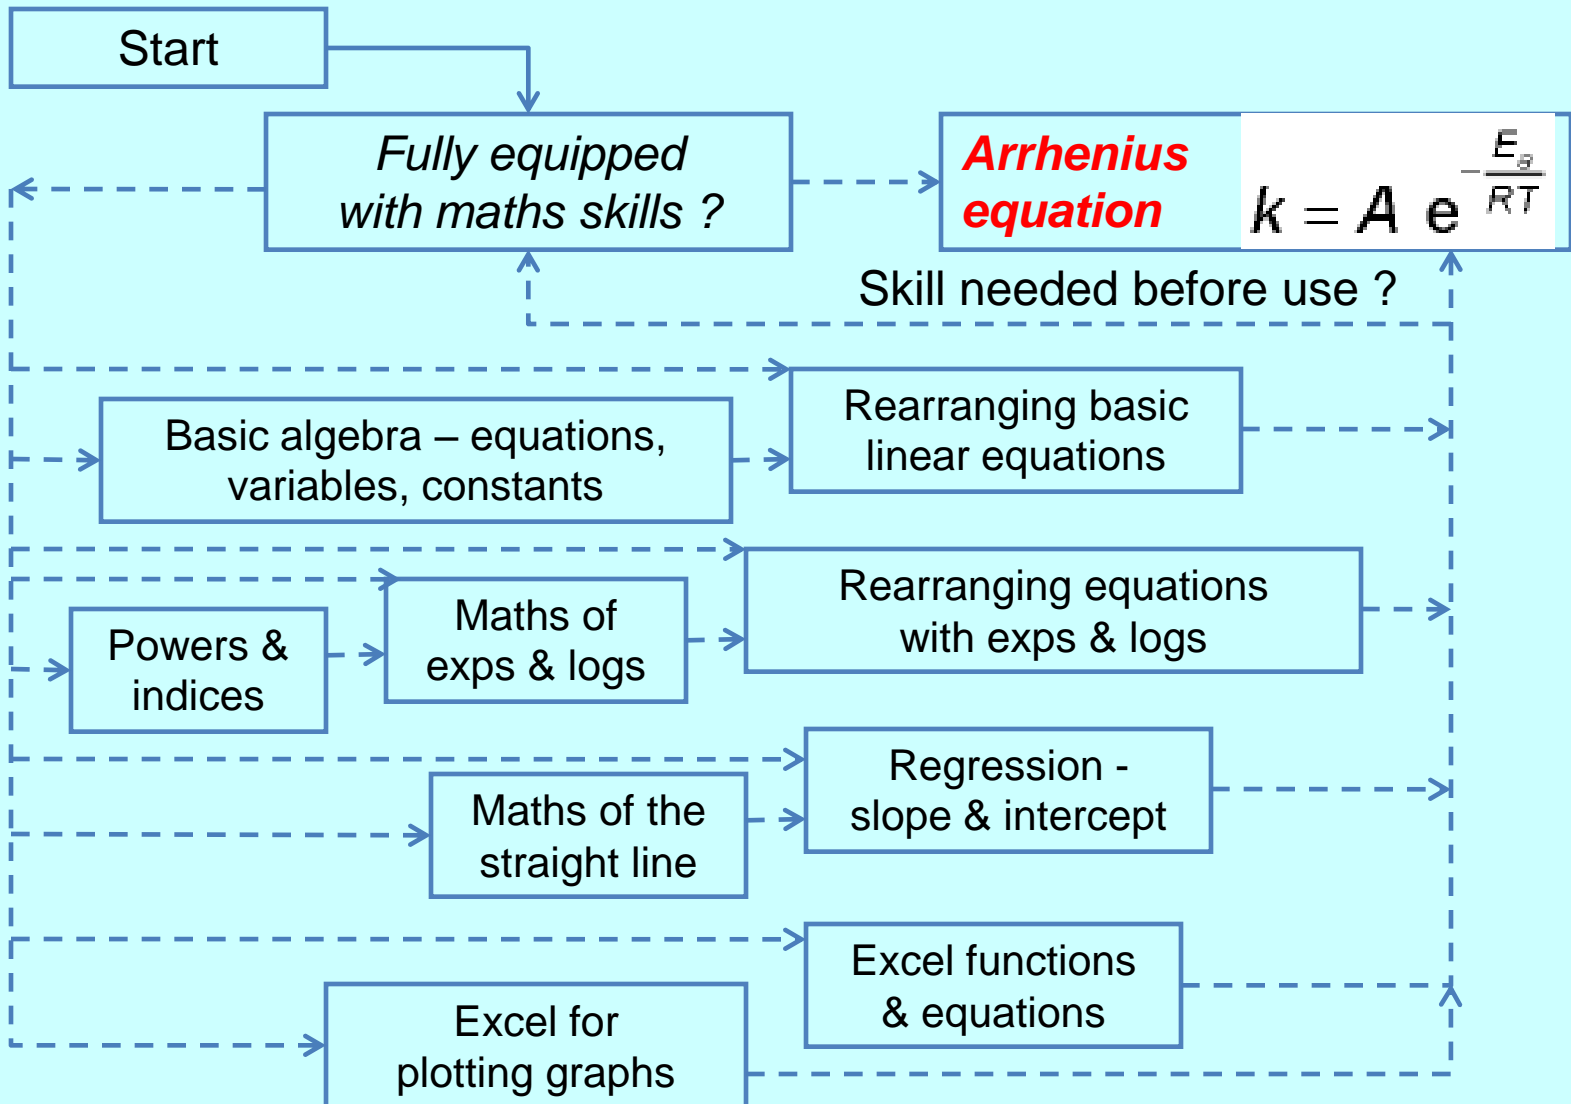 Start
Fully equipped
with maths skills ?
Arrhenius
equation
k = A e^{-\frac{E_a}{RT}}
Skill needed before use ?
Basic algebra – equations,
variables, constants
Rearranging basic
linear equations
Powers &
indices
Maths of
exps & logs
Rearranging equations
with exps & logs
Maths of the
straight line
Regression -
slope & intercept
Excel functions
& equations
Excel for
plotting graphs